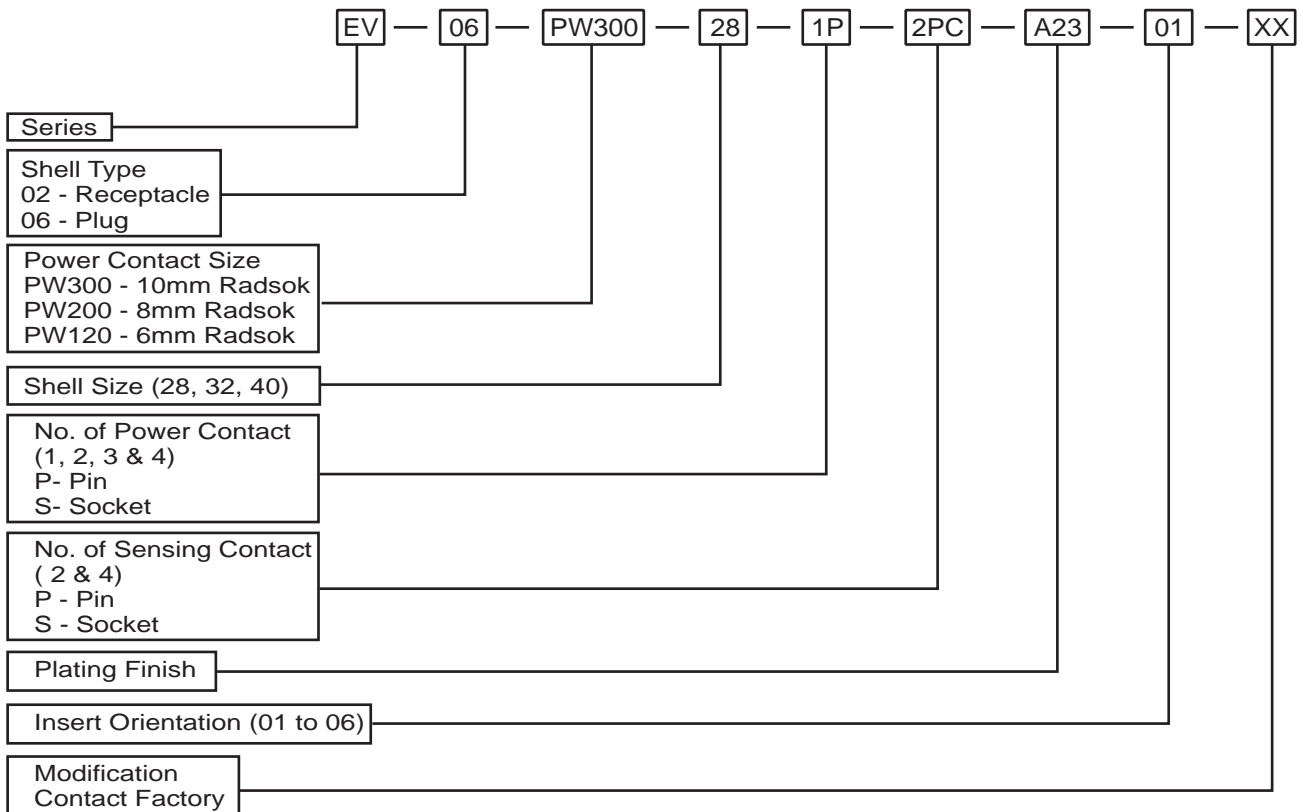 EV — 06 — PW300 — 28 — 1P — 2PC — A23 — 01 — XX
Series
Shell Type
02 - Receptacle
06 - Plug
Power Contact Size
PW300 - 10mm Radsok
PW200 - 8mm Radsok
PW120 - 6mm Radsok
Shell Size (28, 32, 40)
No. of Power Contact
(1, 2, 3 & 4)
P- Pin
S- Socket
No. of Sensing Contact
( 2 & 4)
P - Pin
S - Socket
Plating Finish
Insert Orientation (01 to 06)
Modification
Contact Factory